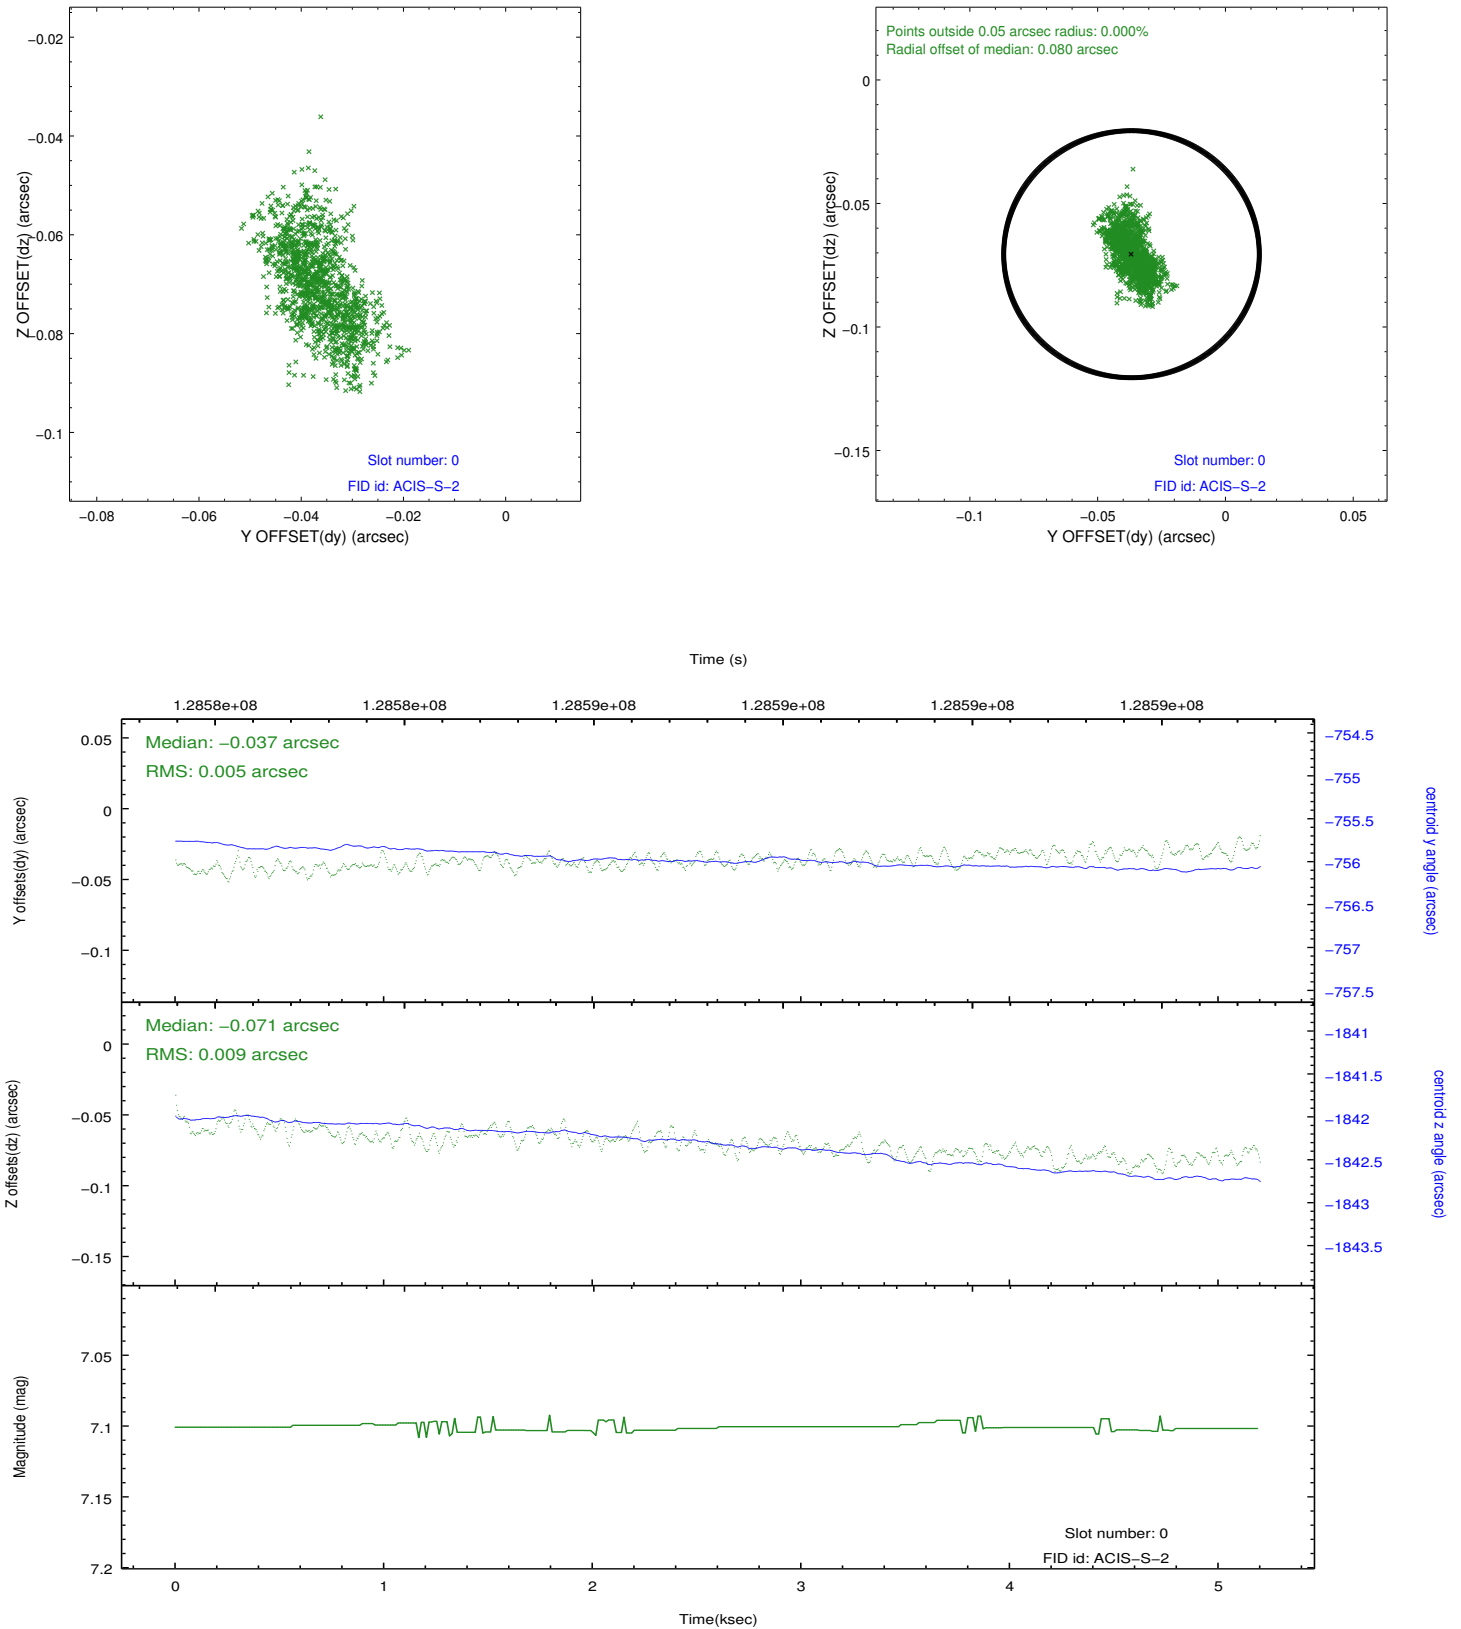 −0.02
−0.04
−0.06
−0.08
−0.1
Z OFFSET(dz) (arcsec)
Slot number: 0
FID id: ACIS−S−2
−0.08 −0.06 −0.04 −0.02 0
Y OFFSET(dy) (arcsec)
Points outside 0.05 arcsec radius: 0.000%
Radial offset of median: 0.080 arcsec
0
−0.05
−0.1
−0.15
Z OFFSET(dz) (arcsec)
Slot number: 0
FID id: ACIS−S−2
−0.1 −0.05 0 0.05
Y OFFSET(dy) (arcsec)
Time (s)
1.2858e+08 1.2858e+08 1.2859e+08 1.2859e+08 1.2859e+08 1.2859e+08
Median: −0.037 arcsec
RMS: 0.005 arcsec
0.05
0
−0.05
−0.1
Y offsets(dy) (arcsec)
−754.5
−755
−755.5
−756
−756.5
−757
−757.5
centroid y angle (arcsec)
Median: −0.071 arcsec
RMS: 0.009 arcsec
0
−0.05
−0.1
−0.15
Z offsets(dz) (arcsec)
−1841
−1841.5
−1842
−1842.5
−1843
−1843.5
centroid z angle (arcsec)
7.05
7.1
7.15
7.2
Magnitude (mag)
Slot number: 0
FID id: ACIS−S−2
0 1 2 3 4 5
Time(ksec)